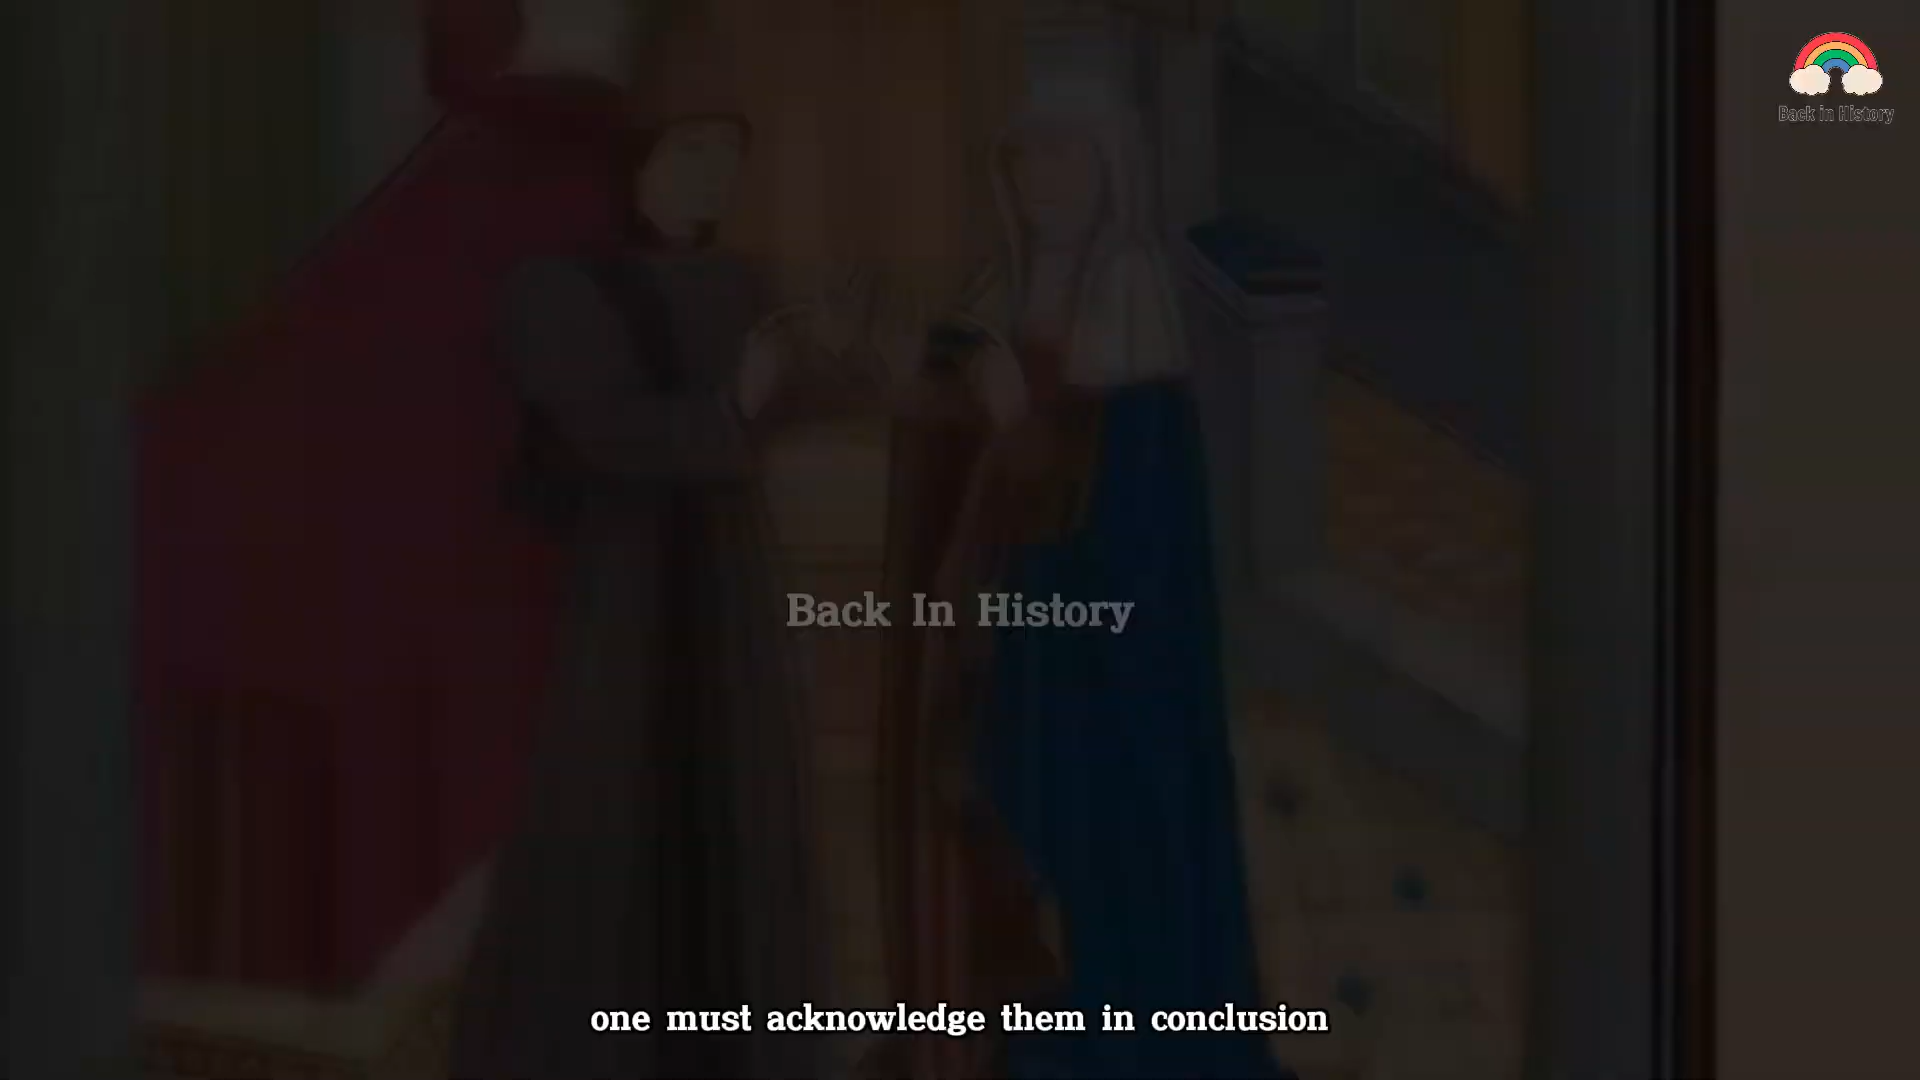 Back in History
Back In History
one must acknowledge them in conclusion